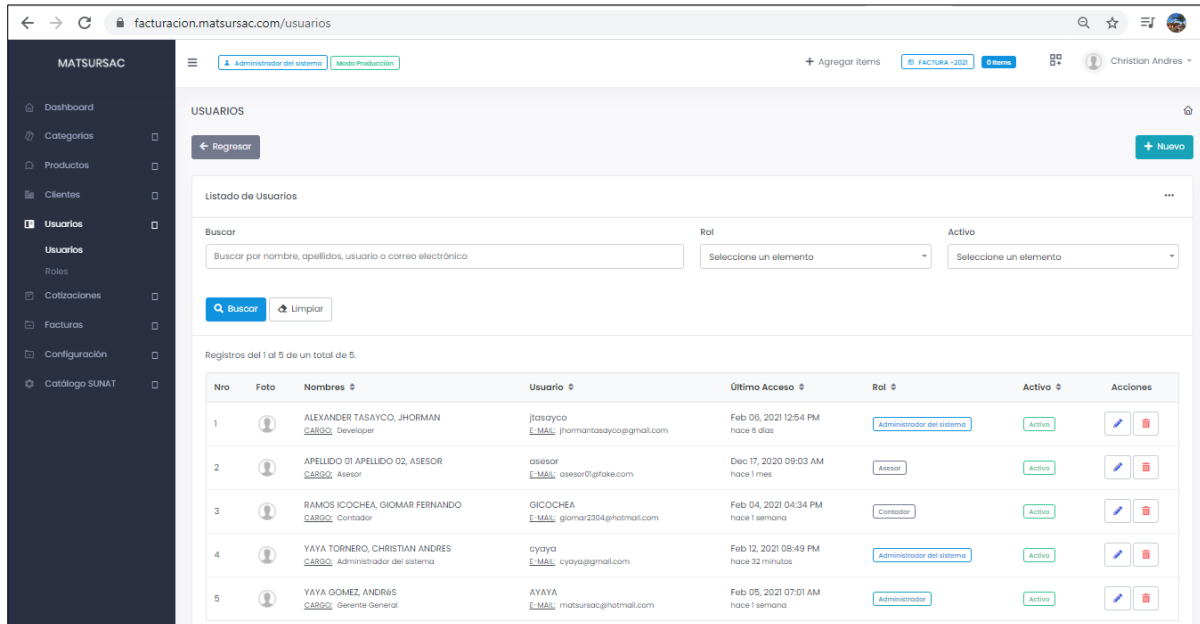 facturacion.matsursac.com/usuarios
MATSURSAC
Administrador del sistema
Modo Producción
+ Agregar items
FACTURA -2021
0 Items
Christian Andres
Dashboard
Categorias
Productos
Clientes
Usuarios
Usuarios
Roles
Cotizaciones
Facturas
Configuración
Catálogo SUNAT
USUARIOS
Regresar
+ Nuevo
Listado de Usuarios
Buscar
Rol
Activo
Buscar por nombre, apellidos, usuario o correo electrónico
Seleccione un elemento
Seleccione un elemento
Buscar
Limpiar
Registros del 1 al 5 de un total de 5.
Nro Foto Nombres Usuario Último Acceso Rol Activo Acciones
1 ALEXANDER TASAYCO, JHORMAN jtasayco Feb 06, 2021 12:54 PM Administrador del sistema Activo
CARGO: Developer E-MAIL: jhormantasayco@gmail.com hace 6 días
2 APELLIDO 01 APELLIDO 02, ASESOR asesor Dec 17, 2020 09:03 AM Asesor Activo
CARGO: Asesor E-MAIL: asesor01@fake.com hace 1 mes
3 RAMOS ICOCHEA, GIOMAR FERNANDO GICOCHEA Feb 04, 2021 04:34 PM Contador Activo
CARGO: Contador E-MAIL: giomar2304@hotmail.com hace 1 semana
4 YAYA TORNERO, CHRISTIAN ANDRES cyaya Feb 12, 2021 08:49 PM Administrador del sistema Activo
CARGO: Administrador del sistema E-MAIL: cyaya@gmail.com hace 32 minutos
5 YAYA GOMEZ, ANDRéS AYAYA Feb 05, 2021 07:01 AM Administrador Activo
CARGO: Gerente General E-MAIL: matsursac@hotmail.com hace 1 semana